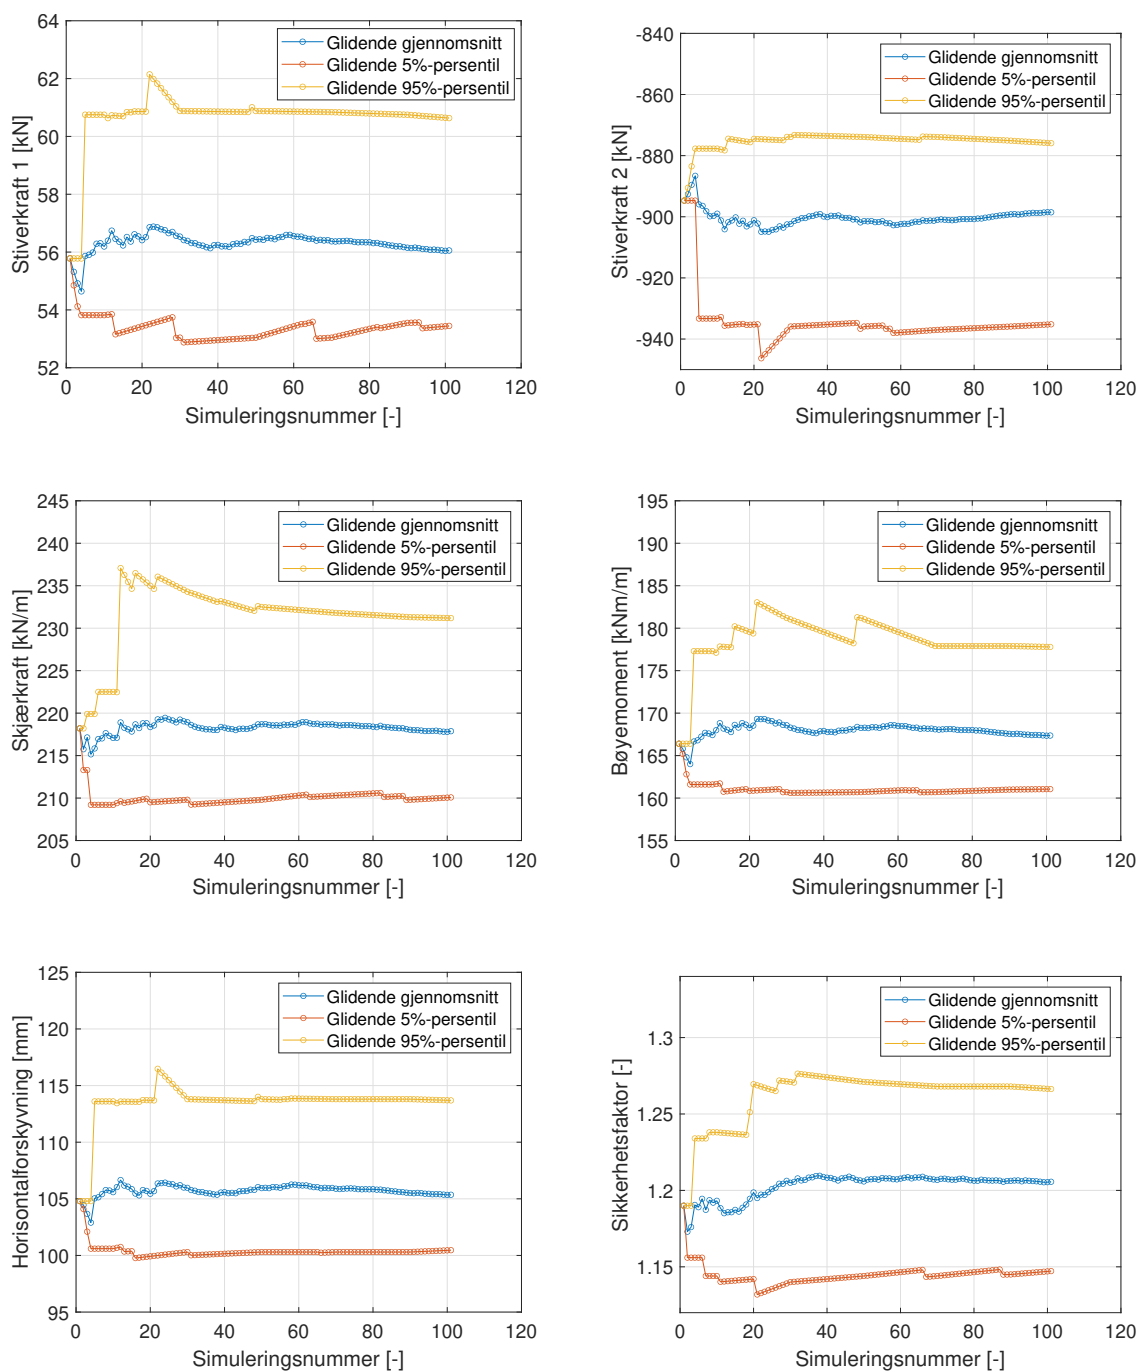 64
62
60
58
56
54
52
Stiverkraft 1 [kN]
Glidende gjennomsnitt
Glidende 5%-persentil
Glidende 95%-persentil
0 20 40 60 80 100 120
Simuleringsnummer [-]
-840
-860
-880
-900
-920
-940
Stiverkraft 2 [kN]
Glidende gjennomsnitt
Glidende 5%-persentil
Glidende 95%-persentil
0 20 40 60 80 100 120
Simuleringsnummer [-]
245
240
235
230
225
220
215
210
205
Skjærkraft [kN/m]
Glidende gjennomsnitt
Glidende 5%-persentil
Glidende 95%-persentil
0 20 40 60 80 100 120
Simuleringsnummer [-]
195
190
185
180
175
170
165
160
155
Bøyemoment [kNm/m]
Glidende gjennomsnitt
Glidende 5%-persentil
Glidende 95%-persentil
0 20 40 60 80 100 120
Simuleringsnummer [-]
125
120
115
110
105
100
95
Horisontalforskyvning [mm]
Glidende gjennomsnitt
Glidende 5%-persentil
Glidende 95%-persentil
0 20 40 60 80 100 120
Simuleringsnummer [-]
1.3
1.25
1.2
1.15
Sikkerhetsfaktor [-]
Glidende gjennomsnitt
Glidende 5%-persentil
Glidende 95%-persentil
0 20 40 60 80 100 120
Simuleringsnummer [-]